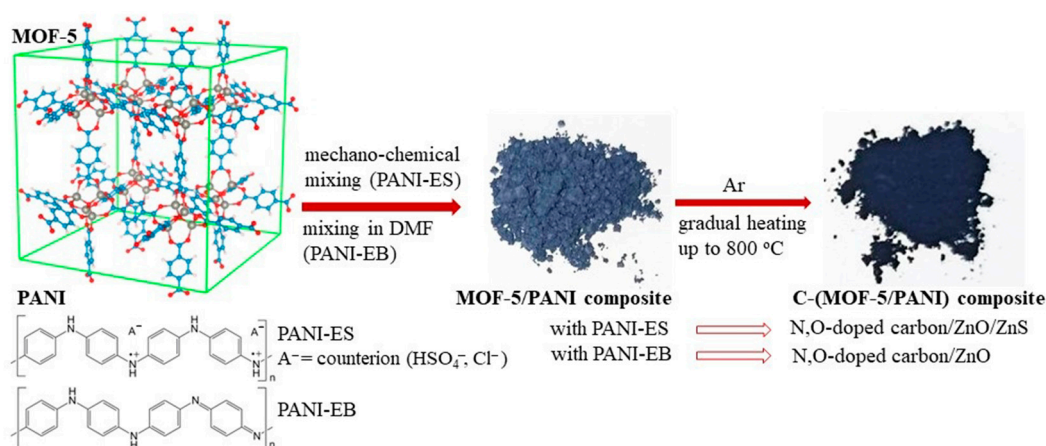 MOF-5
mechano-chemical
mixing (PANI-ES)
mixing in DMF
(PANI-EB)
Ar
gradual heating
up to 800 °C
MOF-5/PANI composite
C-(MOF-5/PANI) composite
with PANI-ES
N,O-doped carbon/ZnO/ZnS
with PANI-EB
N,O-doped carbon/ZnO
PANI
H
N
A⁻
H
N
A⁻
N
H
N
H
n
PANI-ES
A⁻= counterion (HSO₄⁻, Cl⁻)
H
N
N
N
H
N
n
PANI-EB